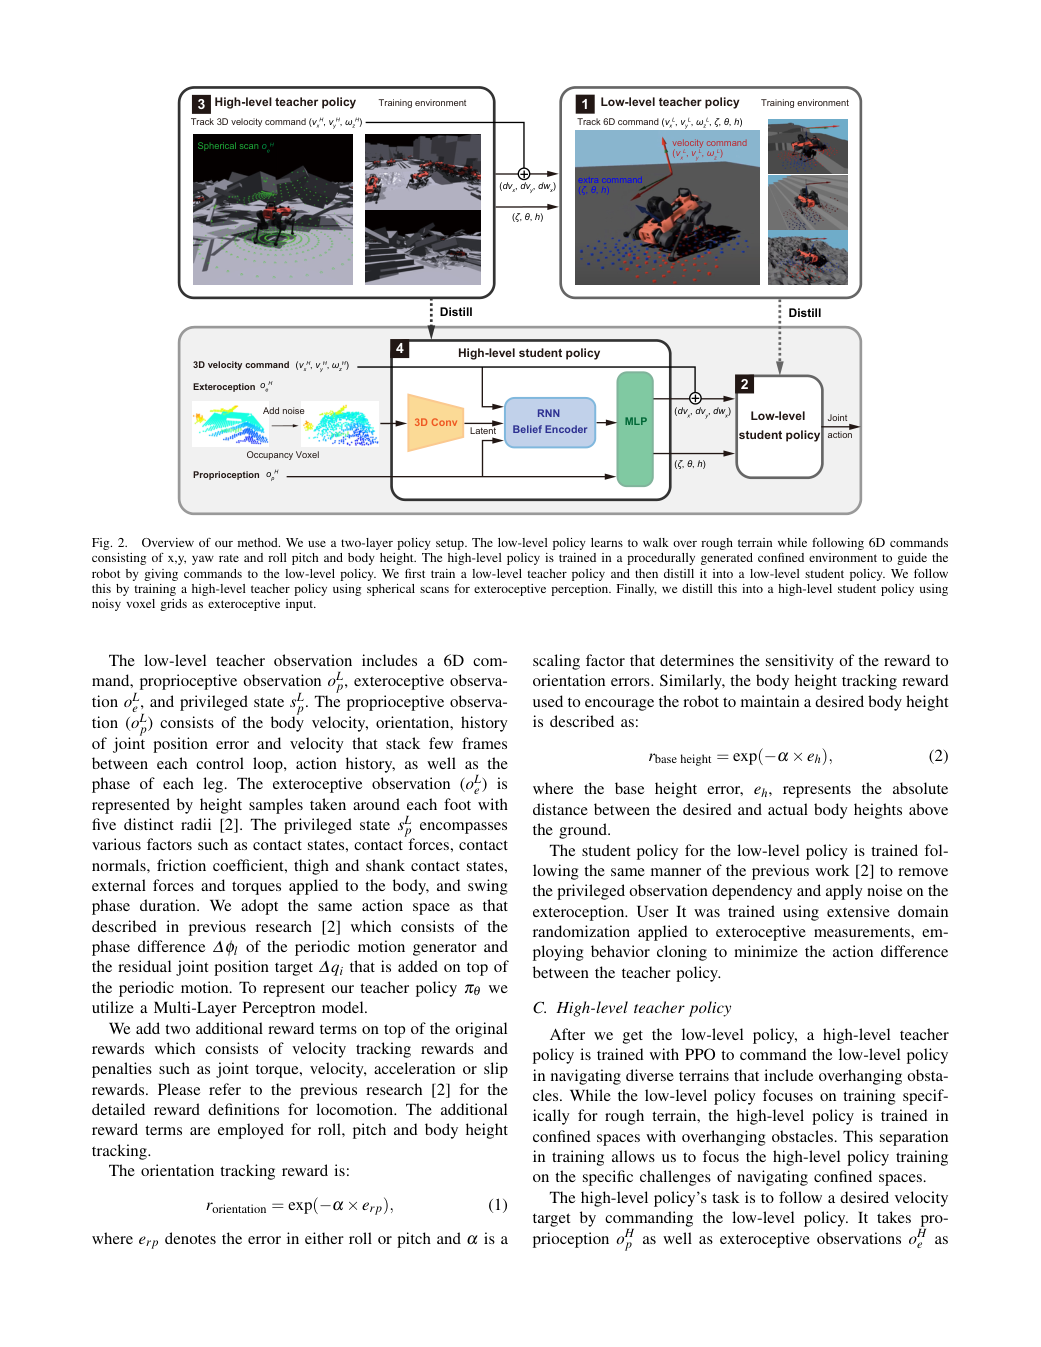 3 High-level teacher policy Training environment
Track 3D velocity command (vₓᴴ, vᵧᴴ, ω_zᴴ)
Spherical scan oₑᴴ
(dvₓ, dvᵧ, dw_z)
(ζ, θ, h)
1 Low-level teacher policy Training environment
Track 6D command (vₓᴸ, vᵧᴸ, ω_zᴸ, ζ, θ, h)
velocity command
(vₓᴸ, vᵧᴸ, ω_zᴸ)
extra command
(ζ, θ, h)
Distill
Distill
4 High-level student policy
3D velocity command (vₓᴴ, vᵧᴴ, ω_zᴴ)
Exteroception oₑᴴ
Add noise
Occupancy Voxel
Proprioception oₚᴴ
3D Conv
Latent
RNN
Belief Encoder
MLP
(dvₓ, dvᵧ, dw_z)
(ζ, θ, h)
2
Low-level
student policy
Joint
action
Fig. 2. Overview of our method. We use a two-layer policy setup. The low-level policy learns to walk over rough terrain while following 6D commands
consisting of x,y, yaw rate and roll pitch and body height. The high-level policy is trained in a procedurally generated confined environment to guide the
robot by giving commands to the low-level policy. We first train a low-level teacher policy and then distill it into a low-level student policy. We follow
this by training a high-level teacher policy using spherical scans for exteroceptive perception. Finally, we distill this into a high-level student policy using
noisy voxel grids as exteroceptive input.
The low-level teacher observation includes a 6D com-
mand, proprioceptive observation oₚᴸ, exteroceptive observa-
tion oₑᴸ, and privileged state sₚᴸ. The proprioceptive observa-
tion (oₚᴸ) consists of the body velocity, orientation, history
of joint position error and velocity that stack few frames
between each control loop, action history, as well as the
phase of each leg. The exteroceptive observation (oₑᴸ) is
represented by height samples taken around each foot with
five distinct radii [2]. The privileged state sₚᴸ encompasses
various factors such as contact states, contact forces, contact
normals, friction coefficient, thigh and shank contact states,
external forces and torques applied to the body, and swing
phase duration. We adopt the same action space as that
described in previous research [2] which consists of the
phase difference Δϕₗ of the periodic motion generator and
the residual joint position target Δqᵢ that is added on top of
the periodic motion. To represent our teacher policy π_θ we
utilize a Multi-Layer Perceptron model.
We add two additional reward terms on top of the original
rewards which consists of velocity tracking rewards and
penalties such as joint torque, velocity, acceleration or slip
rewards. Please refer to the previous research [2] for the
detailed reward definitions for locomotion. The additional
reward terms are employed for roll, pitch and body height
tracking.
The orientation tracking reward is:
r_orientation = exp(−α × e_rp), (1)
where e_rp denotes the error in either roll or pitch and α is a
scaling factor that determines the sensitivity of the reward to
orientation errors. Similarly, the body height tracking reward
used to encourage the robot to maintain a desired body height
is described as:
r_base height = exp(−α × e_h), (2)
where the base height error, e_h, represents the absolute
distance between the desired and actual body heights above
the ground.
The student policy for the low-level policy is trained fol-
lowing the same manner of the previous work [2] to remove
the privileged observation dependency and apply noise on the
exteroception. User It was trained using extensive domain
randomization applied to exteroceptive measurements, em-
ploying behavior cloning to minimize the action difference
between the teacher policy.
C. High-level teacher policy
After we get the low-level policy, a high-level teacher
policy is trained with PPO to command the low-level policy
in navigating diverse terrains that include overhanging obsta-
cles. While the low-level policy focuses on training specif-
ically for rough terrain, the high-level policy is trained in
confined spaces with overhanging obstacles. This separation
in training allows us to focus the high-level policy training
on the specific challenges of navigating confined spaces.
The high-level policy's task is to follow a desired velocity
target by commanding the low-level policy. It takes pro-
prioception oₚᴴ as well as exteroceptive observations oₑᴴ as